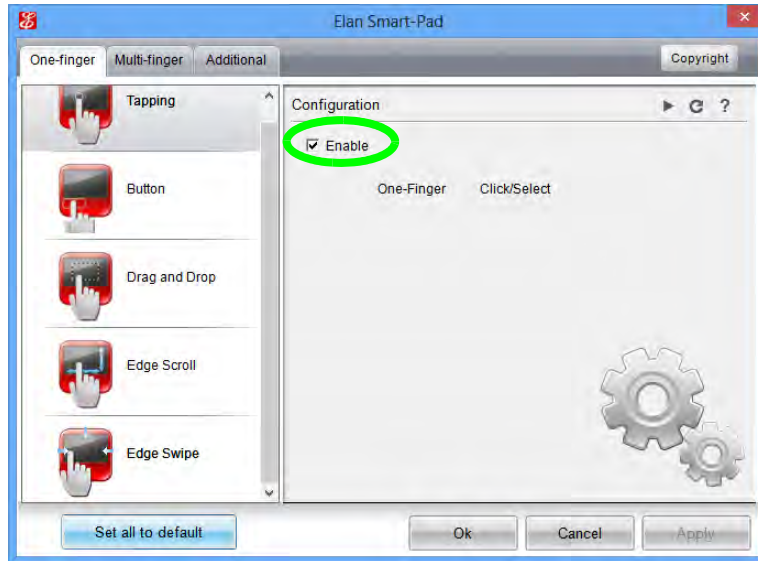 Elan Smart-Pad
One-finger Multi-finger Additional Copyright
Tapping
Button
Drag and Drop
Edge Scroll
Edge Swipe
Configuration ?
Enable
One-Finger Click/Select
Set all to default Ok Cancel Apply